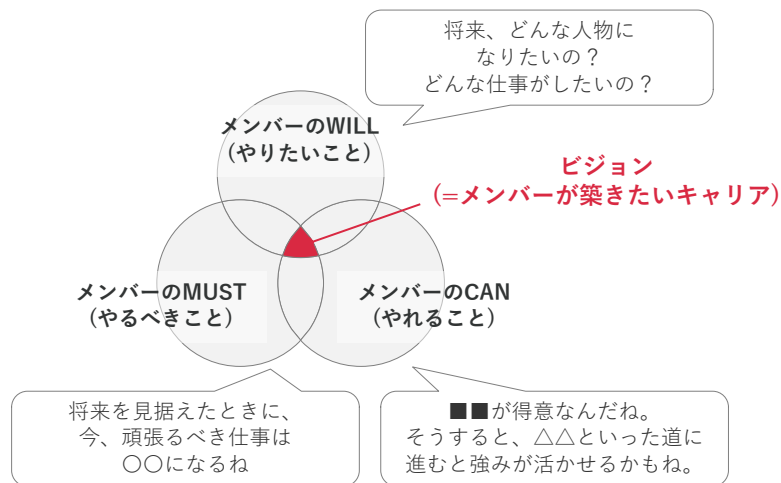 将来、どんな人物に
なりたいの？
どんな仕事がしたいの？
メンバーのWILL
（やりたいこと）
ビジョン
（=メンバーが築きたいキャリア）
メンバーのMUST
（やるべきこと）
メンバーのCAN
（やれること）
将来を見据えたときに、
今、頑張るべき仕事は
〇〇になるね
■■が得意なんだね。
そうすると、△△といった道に
進むと強みが活かせるかもね。